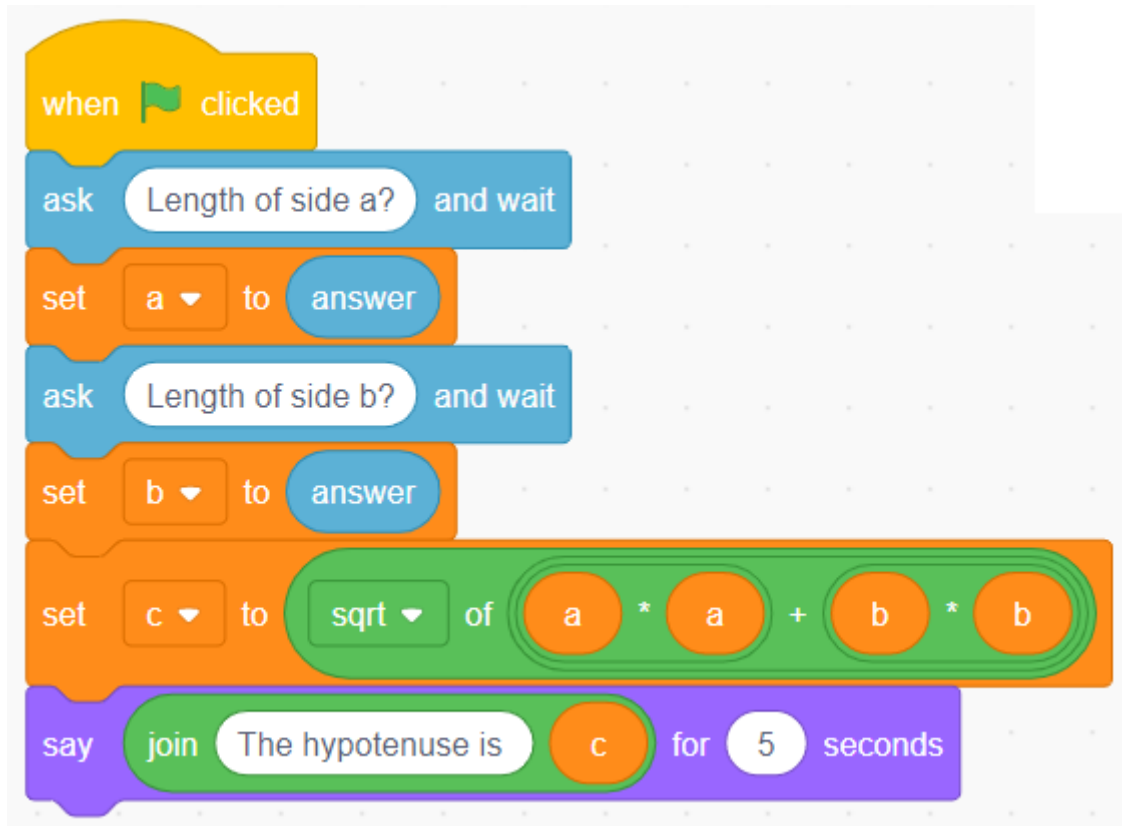 when clicked
ask Length of side a? and wait
set a to answer
ask Length of side b? and wait
set b to answer
set c to sqrt of a * a + b * b
say join The hypotenuse is c for 5 seconds